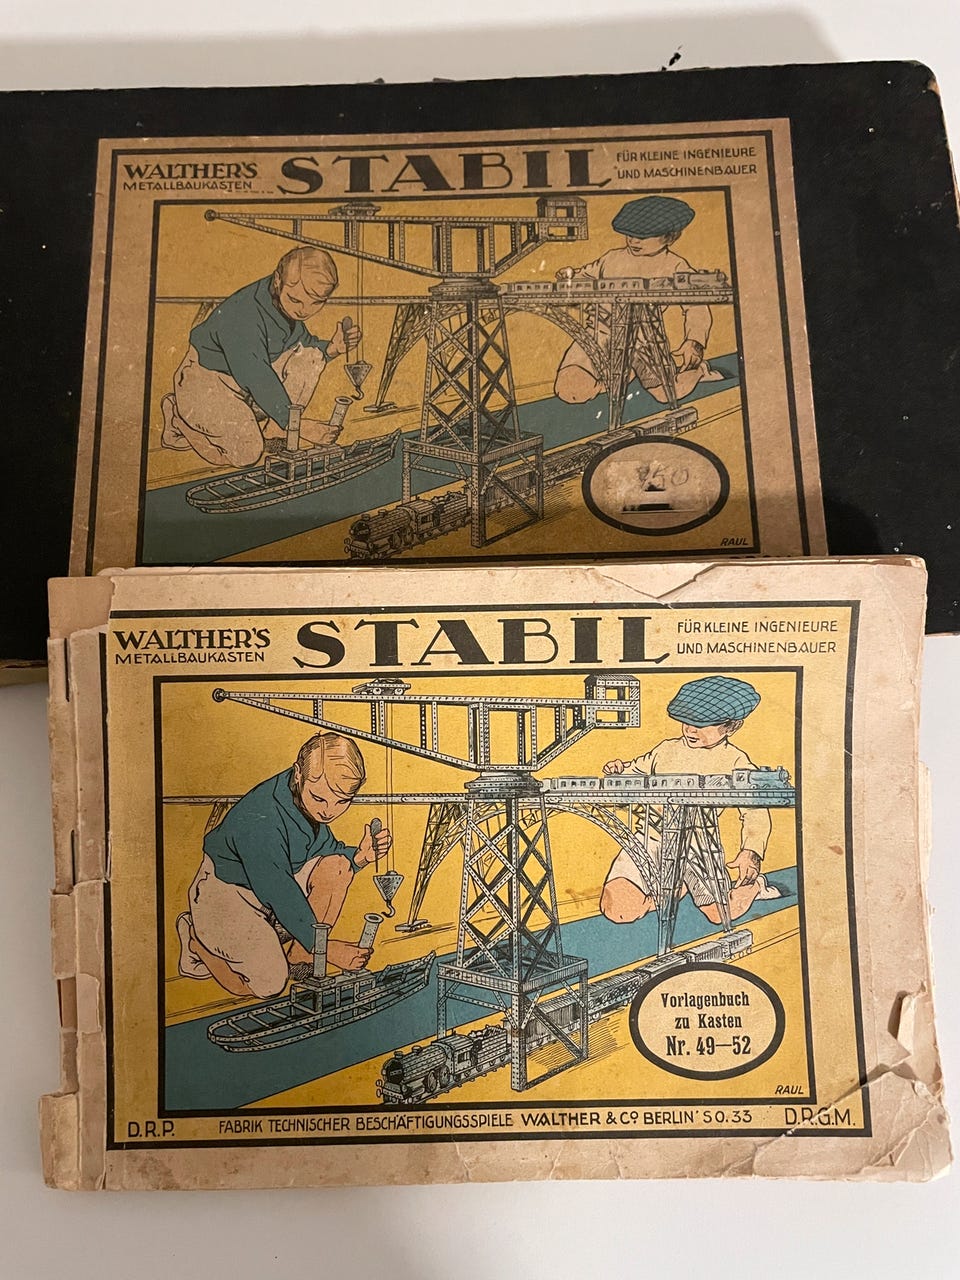 WALTHER'S
METALLBAUKASTEN
STABIL
FÜR KLEINE INGENIEURE
UND MASCHINENBAUER
RAUL
WALTHER'S
METALLBAUKASTEN
STABIL
FÜR KLEINE INGENIEURE
UND MASCHINENBAUER
Vorlagenbuch
zu Kasten
Nr. 49—52
RAUL
D.R.P. FABRIK TECHNISCHER BESCHÄFTIGUNGSSPIELE WALTHER & Cº BERLIN SO.33 D.R.G.M.